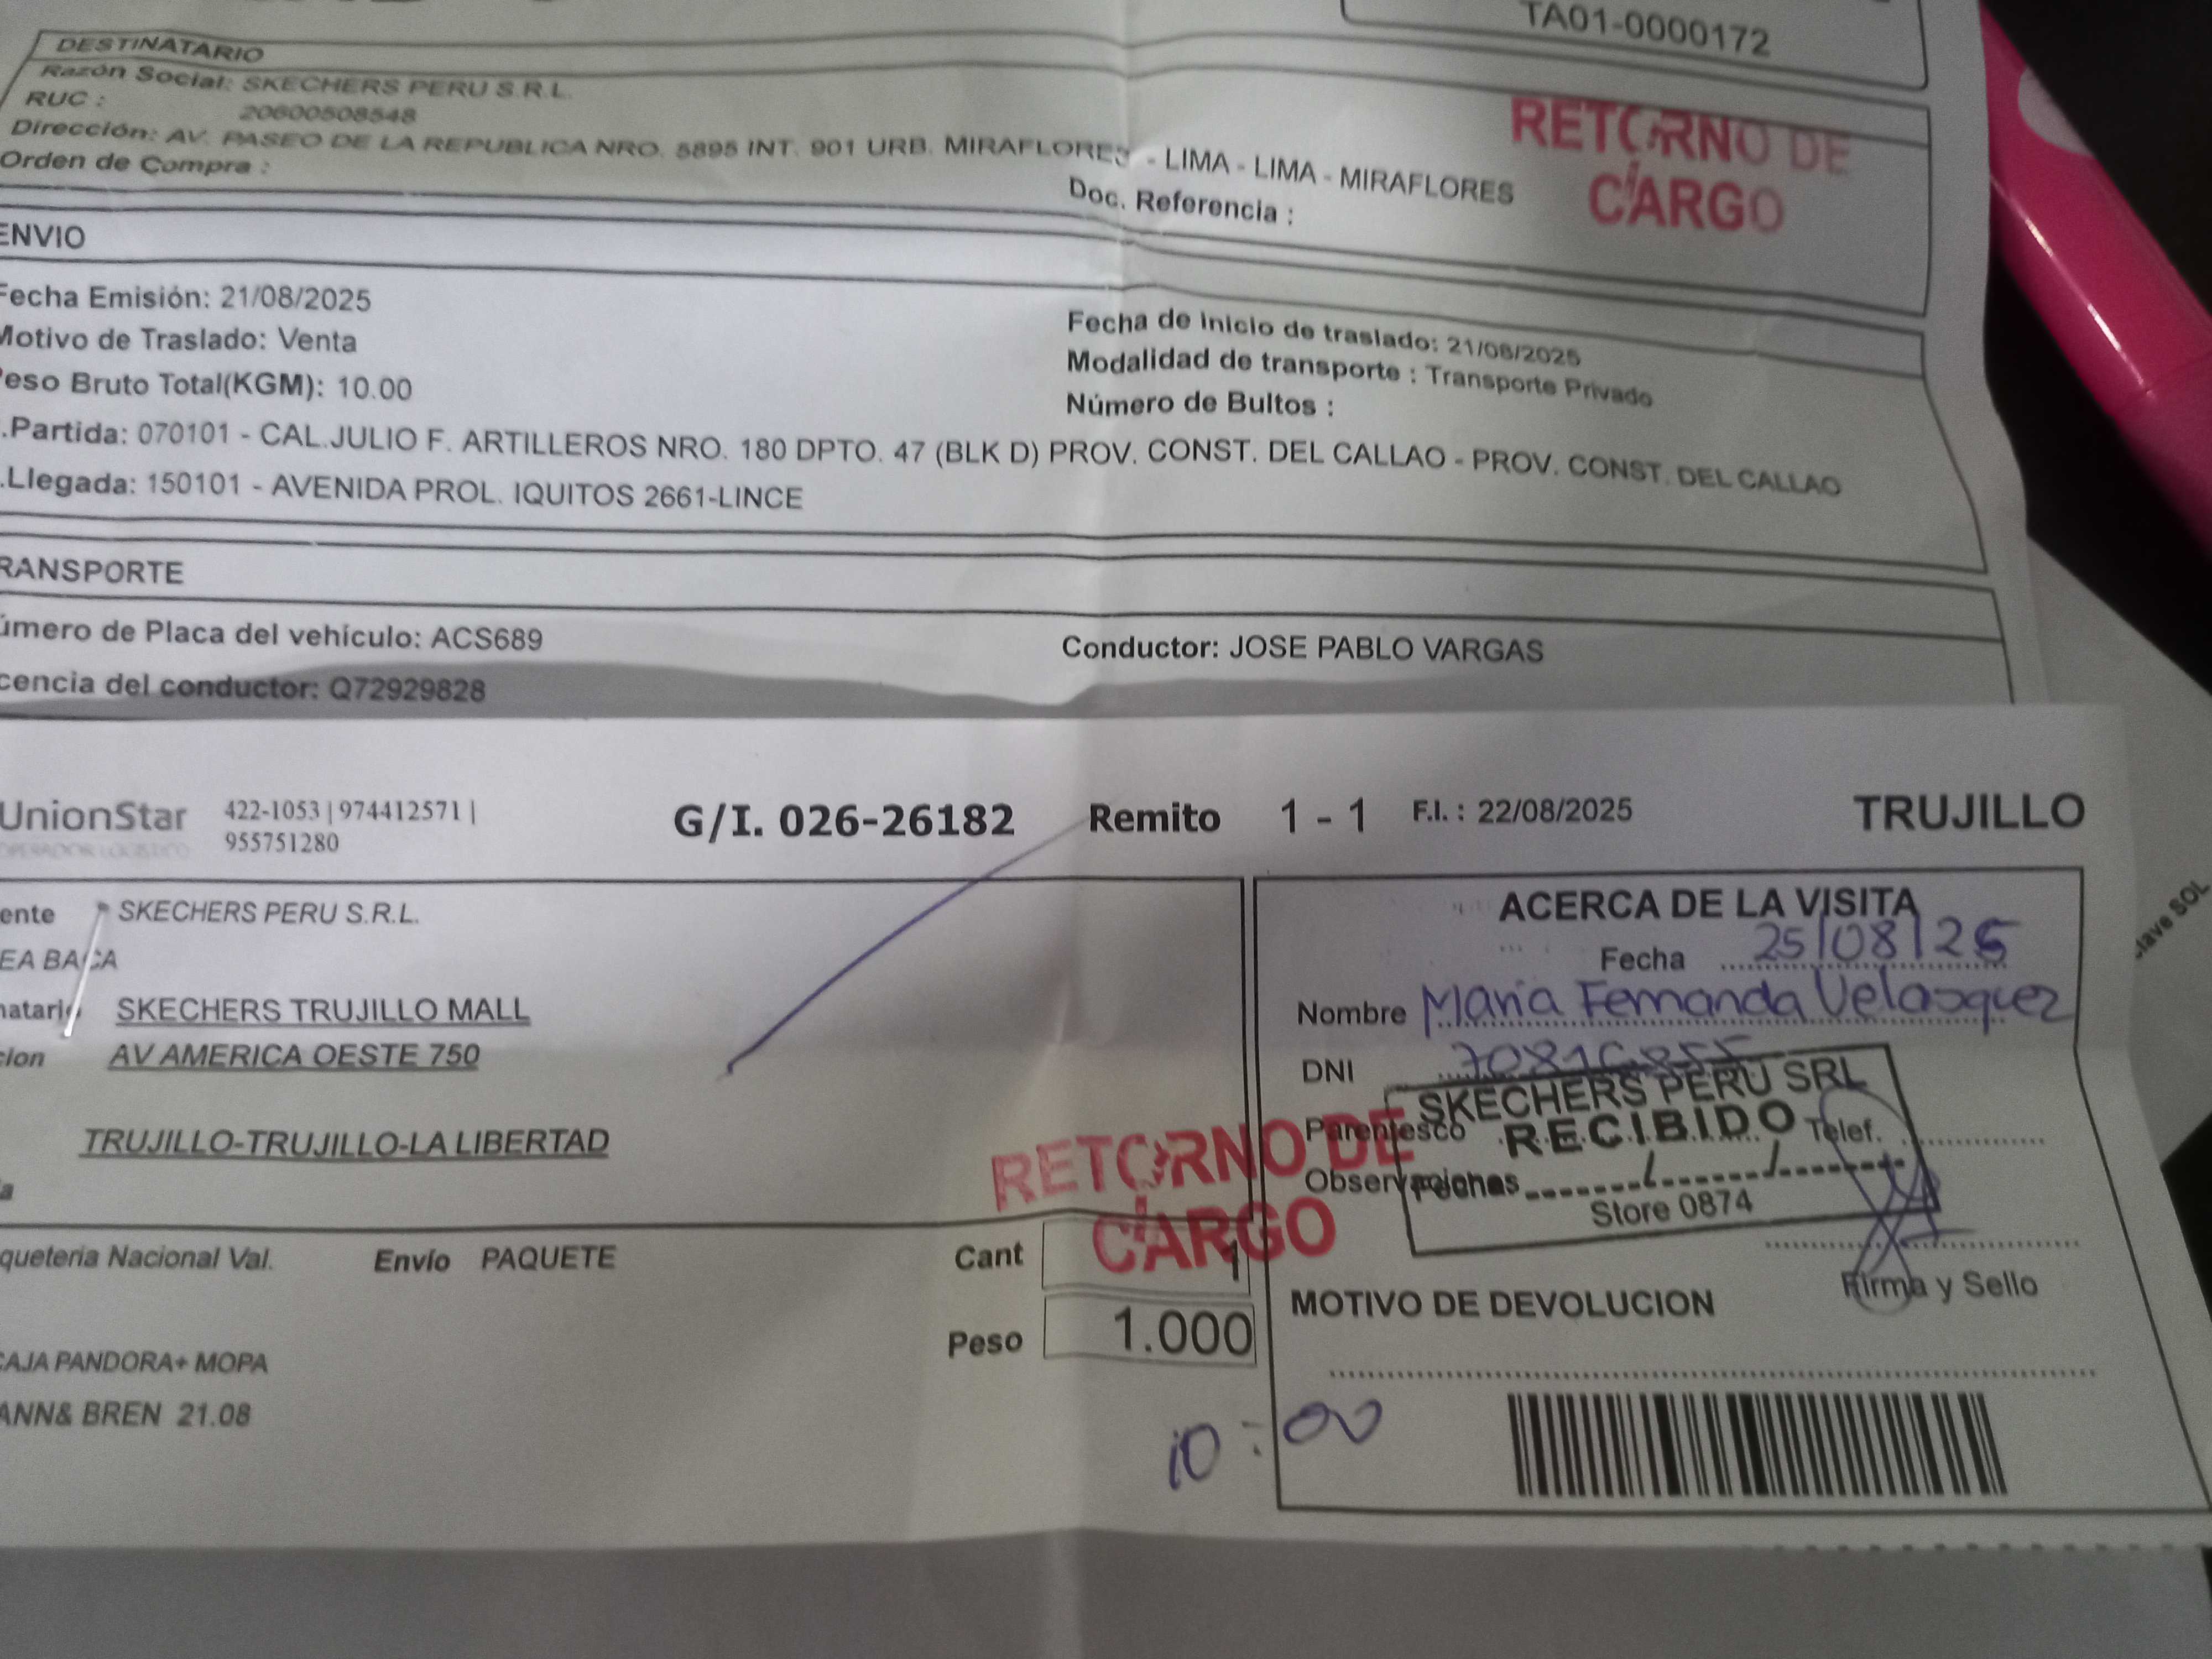 TA01-0000172
DESTINATARIO
Razón Social: SKECHERS PERU S.R.L.
RUC : 20600508548
Dirección: AV. PASEO DE LA REPUBLICA NRO. 5895 INT. 901 URB. MIRAFLORES - LIMA - LIMA - MIRAFLORES
Orden de Compra :
Doc. Referencia :
RETORNO DE
CARGO
ENVIO
Fecha Emisión: 21/08/2025
Fecha de inicio de traslado: 21/08/2025
Motivo de Traslado: Venta
Modalidad de transporte : Transporte Privado
Peso Bruto Total(KGM): 10.00
Número de Bultos :
.Partida: 070101 - CAL.JULIO F. ARTILLEROS NRO. 180 DPTO. 47 (BLK D) PROV. CONST. DEL CALLAO - PROV. CONST. DEL CALLAO
.Llegada: 150101 - AVENIDA PROL. IQUITOS 2661-LINCE
RANSPORTE
úmero de Placa del vehículo: ACS689
Conductor: JOSE PABLO VARGAS
cencia del conductor: Q72929828
UnionStar
OPERADOR LOGISTICO
422-1053 | 974412571 |
955751280
G/I. 026-26182 Remito 1 - 1 F.I. : 22/08/2025 TRUJILLO
ente SKECHERS PERU S.R.L.
EA BACA
natario SKECHERS TRUJILLO MALL
cion AV AMERICA OESTE 750
TRUJILLO-TRUJILLO-LA LIBERTAD
a
RETORNO DE
CARGO
queteria Nacional Val. Envío PAQUETE
Cant 1
Peso 1.000
CAJA PANDORA+ MOPA
ANN& BREN 21.08
10:00
ACERCA DE LA VISITA
Fecha 25/08/25
Nombre Maria Fernanda Velasquez
DNI
Parentesco Telef.
Observaciones
SKECHERS PERU SRL
RECIBIDO
Fecha
Store 0874
Firma y Sello
MOTIVO DE DEVOLUCION
clave SOL